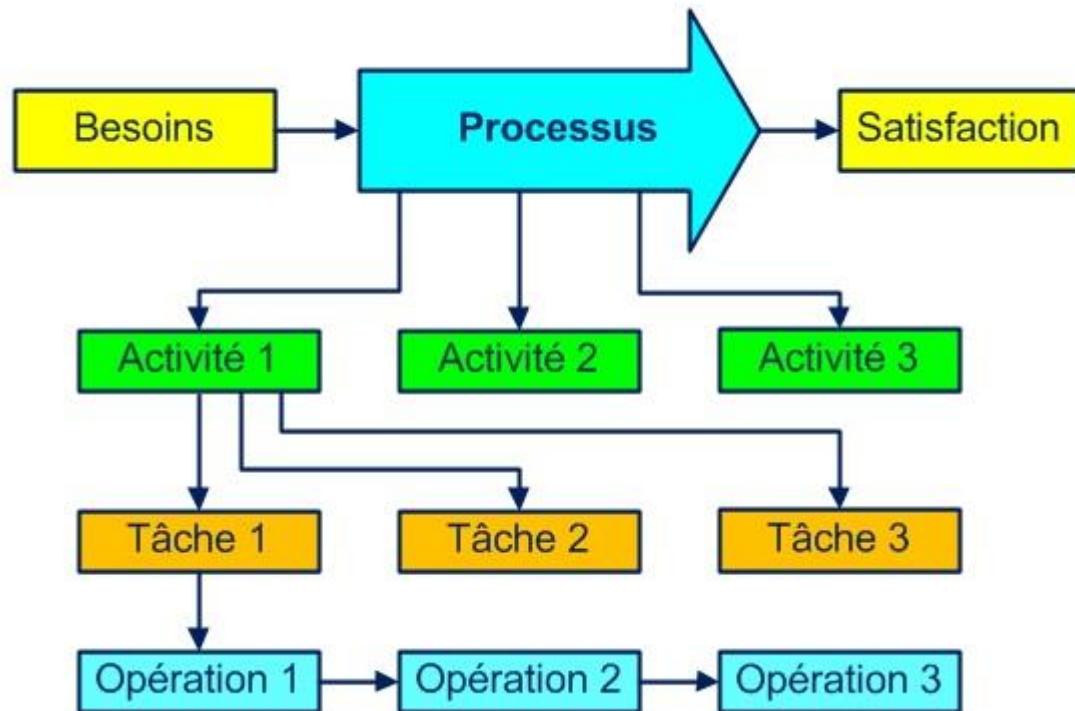 Besoins
Processus
Satisfaction
Activité 1
Activité 2
Activité 3
Tâche 1
Tâche 2
Tâche 3
Opération 1
Opération 2
Opération 3